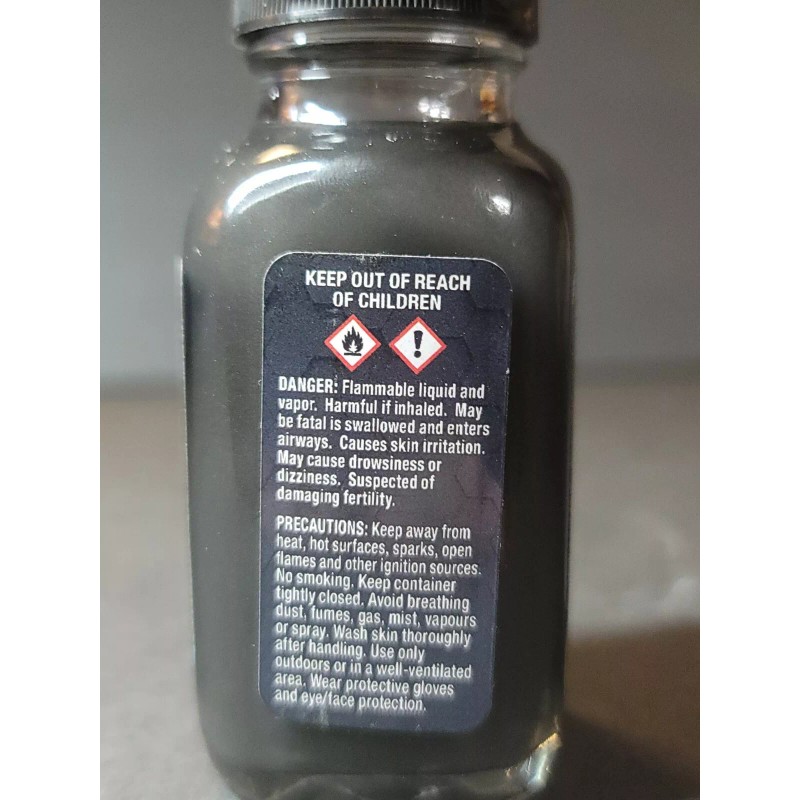 KEEP OUT OF REACH
OF CHILDREN
DANGER: Flammable liquid and
vapor. Harmful if inhaled. May
be fatal is swallowed and enters
airways. Causes skin irritation.
May cause drowsiness or
dizziness. Suspected of
damaging fertility.
PRECAUTIONS: Keep away from
heat, hot surfaces, sparks, open
flames and other ignition sources.
No smoking. Keep container
tightly closed. Avoid breathing
dust, fumes, gas, mist, vapours
or spray. Wash skin thoroughly
after handling. Use only
outdoors or in a well-ventilated
area. Wear protective gloves
and eye/face protection.